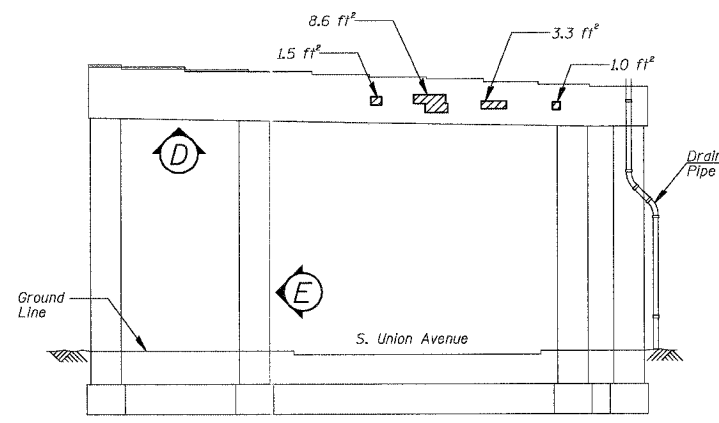 8.6 ft²
1.5 ft²
3.3 ft²
1.0 ft²
D
Drain
Pipe
E
Ground
Line
S. Union Avenue